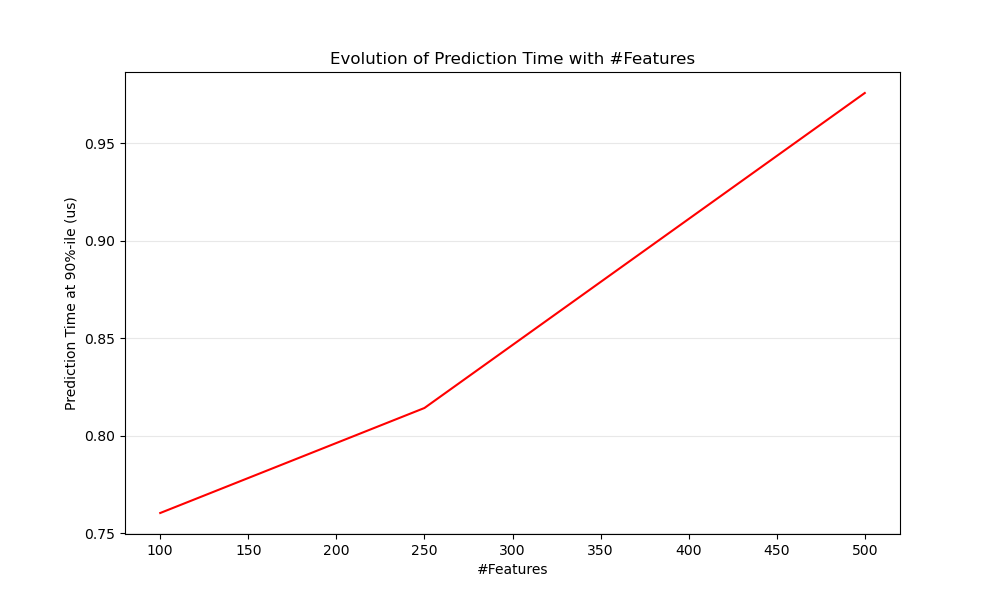 Evolution of Prediction Time with #Features
Prediction Time at 90%-ile (us)
0.95
0.90
0.85
0.80
0.75
100 150 200 250 300 350 400 450 500
#Features